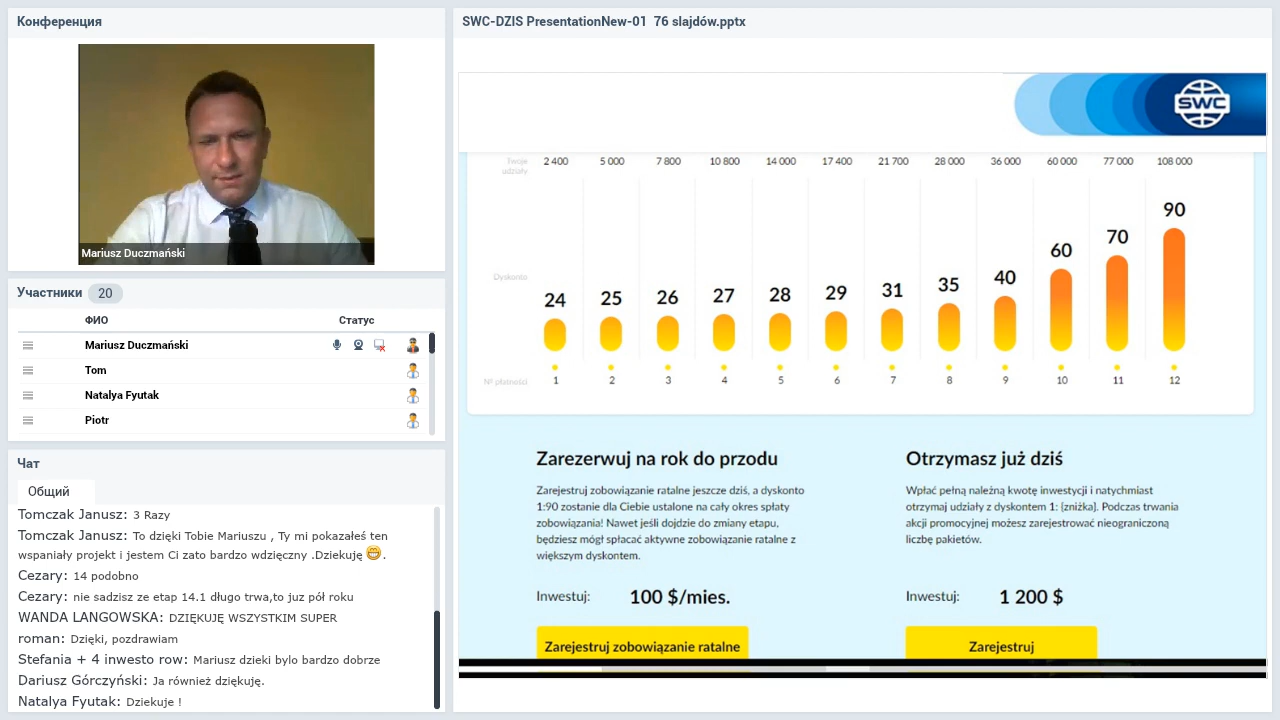 Конференция
Mariusz Duczmański
Участники 20
ФИО Статус
Mariusz Duczmański
Tom
Natalya Fyutak
Piotr
Чат
Общий
Tomczak Janusz: 3 Razy
Tomczak Janusz: To dzięki Tobie Mariuszu , Ty mi pokazałeś ten
wspaniały projekt i jestem Ci zato bardzo wdzięczny .Dziekuję 😁.
Cezary: 14 podobno
Cezary: nie sadzisz ze etap 14.1 długo trwa,to juz pół roku
WANDA LANGOWSKA: DZIĘKUJĘ WSZYSTKIM SUPER
roman: Dzięki, pozdrawiam
Stefania + 4 inwesto row: Mariusz dzieki bylo bardzo dobrze
Dariusz Górczyński: Ja również dziękuję.
Natalya Fyutak: Dziekuje !
SWC-DZIS PresentationNew-01 76 slajdów.pptx
SWC
Twoje udziały 2 400 5 000 7 800 10 800 14 000 17 400 21 700 28 000 36 000 60 000 77 000 108 000
Dyskonto 24 25 26 27 28 29 31 35 40 60 70 90
Nº płatności 1 2 3 4 5 6 7 8 9 10 11 12
Zarezerwuj na rok do przodu
Zarejestruj zobowiązanie ratalne jeszcze dziś, a dyskonto
1:90 zostanie dla Ciebie ustalone na cały okres spłaty
zobowiązania! Nawet jeśli dojdzie do zmiany etapu,
będziesz mógł spłacać aktywne zobowiązanie ratalne z
większym dyskontem.
Inwestuj: 100 $/mies.
Zarejestruj zobowiązanie ratalne
Otrzymasz już dziś
Wpłać pełną należną kwotę inwestycji i natychmiast
otrzymaj udziały z dyskontem 1: [zniżka]. Podczas trwania
akcji promocyjnej możesz zarejestrować nieograniczoną
liczbę pakietów.
Inwestuj: 1 200 $
Zarejestruj